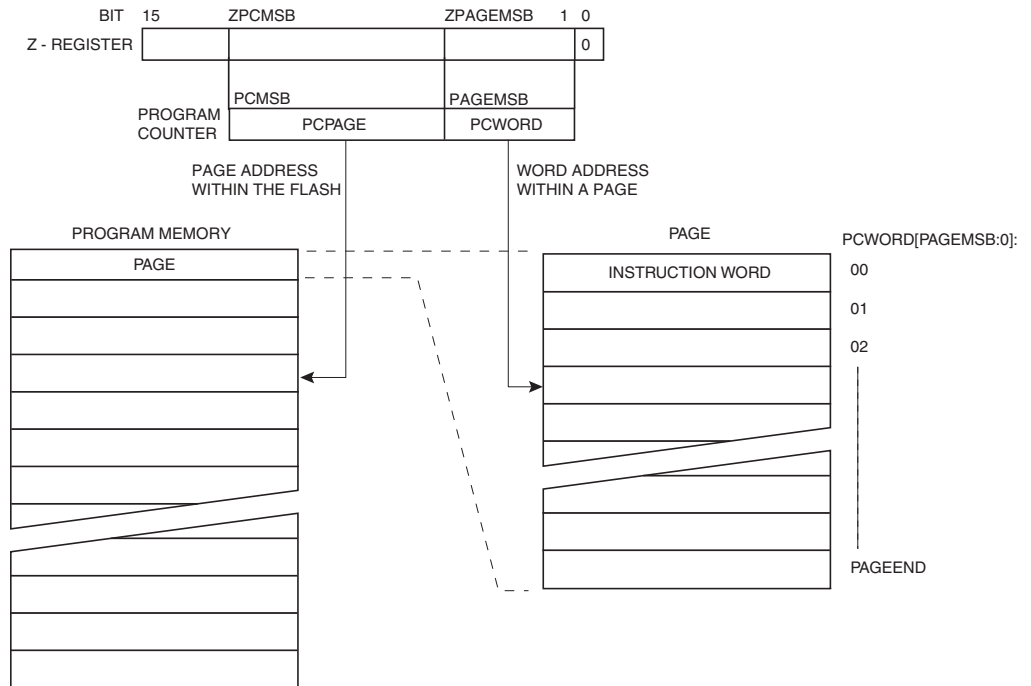 BIT 15 ZPCMSB ZPAGEMSB 1 0
Z - REGISTER 0
PCMSB PAGEMSB
PROGRAM
COUNTER
PCPAGE PCWORD
PAGE ADDRESS
WITHIN THE FLASH
WORD ADDRESS
WITHIN A PAGE
PROGRAM MEMORY
PAGE
PAGE
PCWORD[PAGEMSB:0]:
INSTRUCTION WORD
00
01
02
PAGEEND